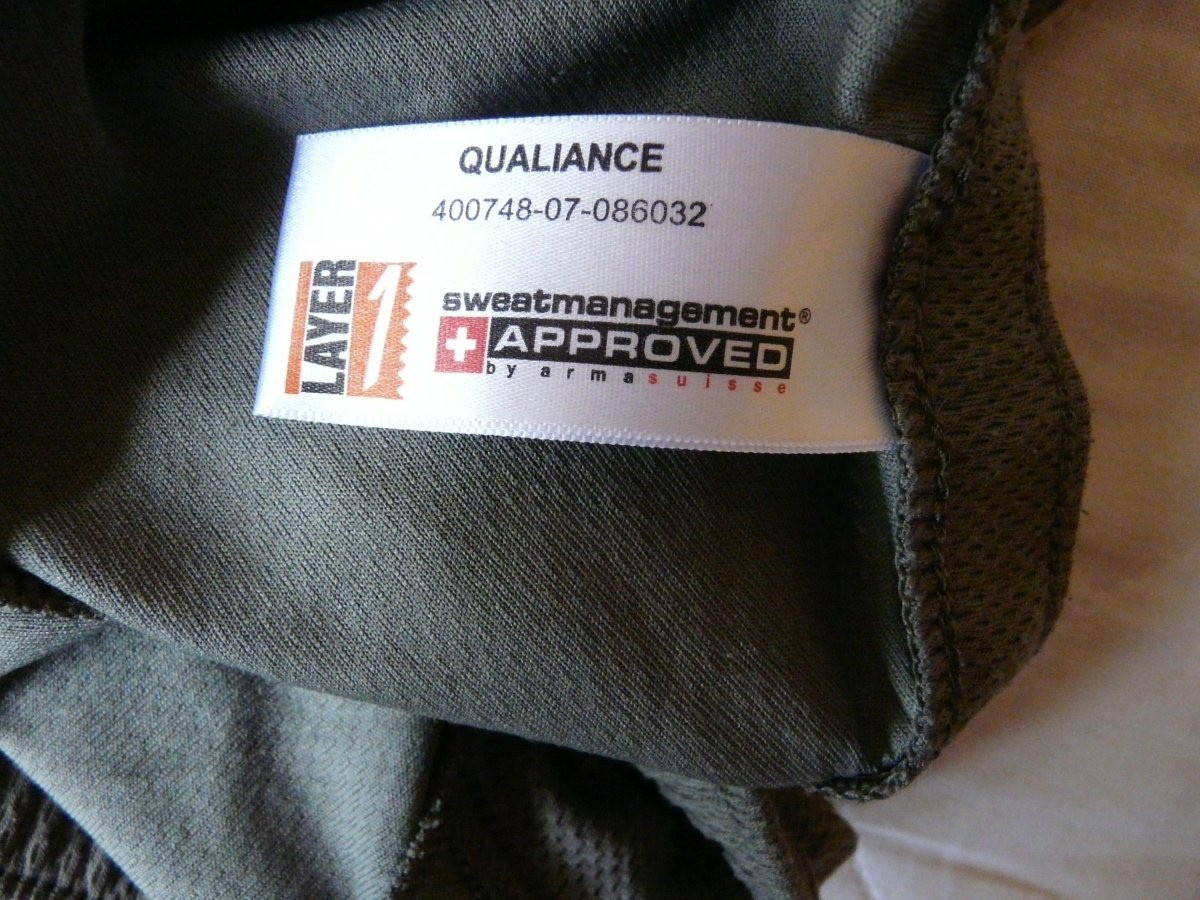 QUALIANCE
400748-07-086032
LAYER 1
sweatmanagement®
APPROVED
by armasuisse